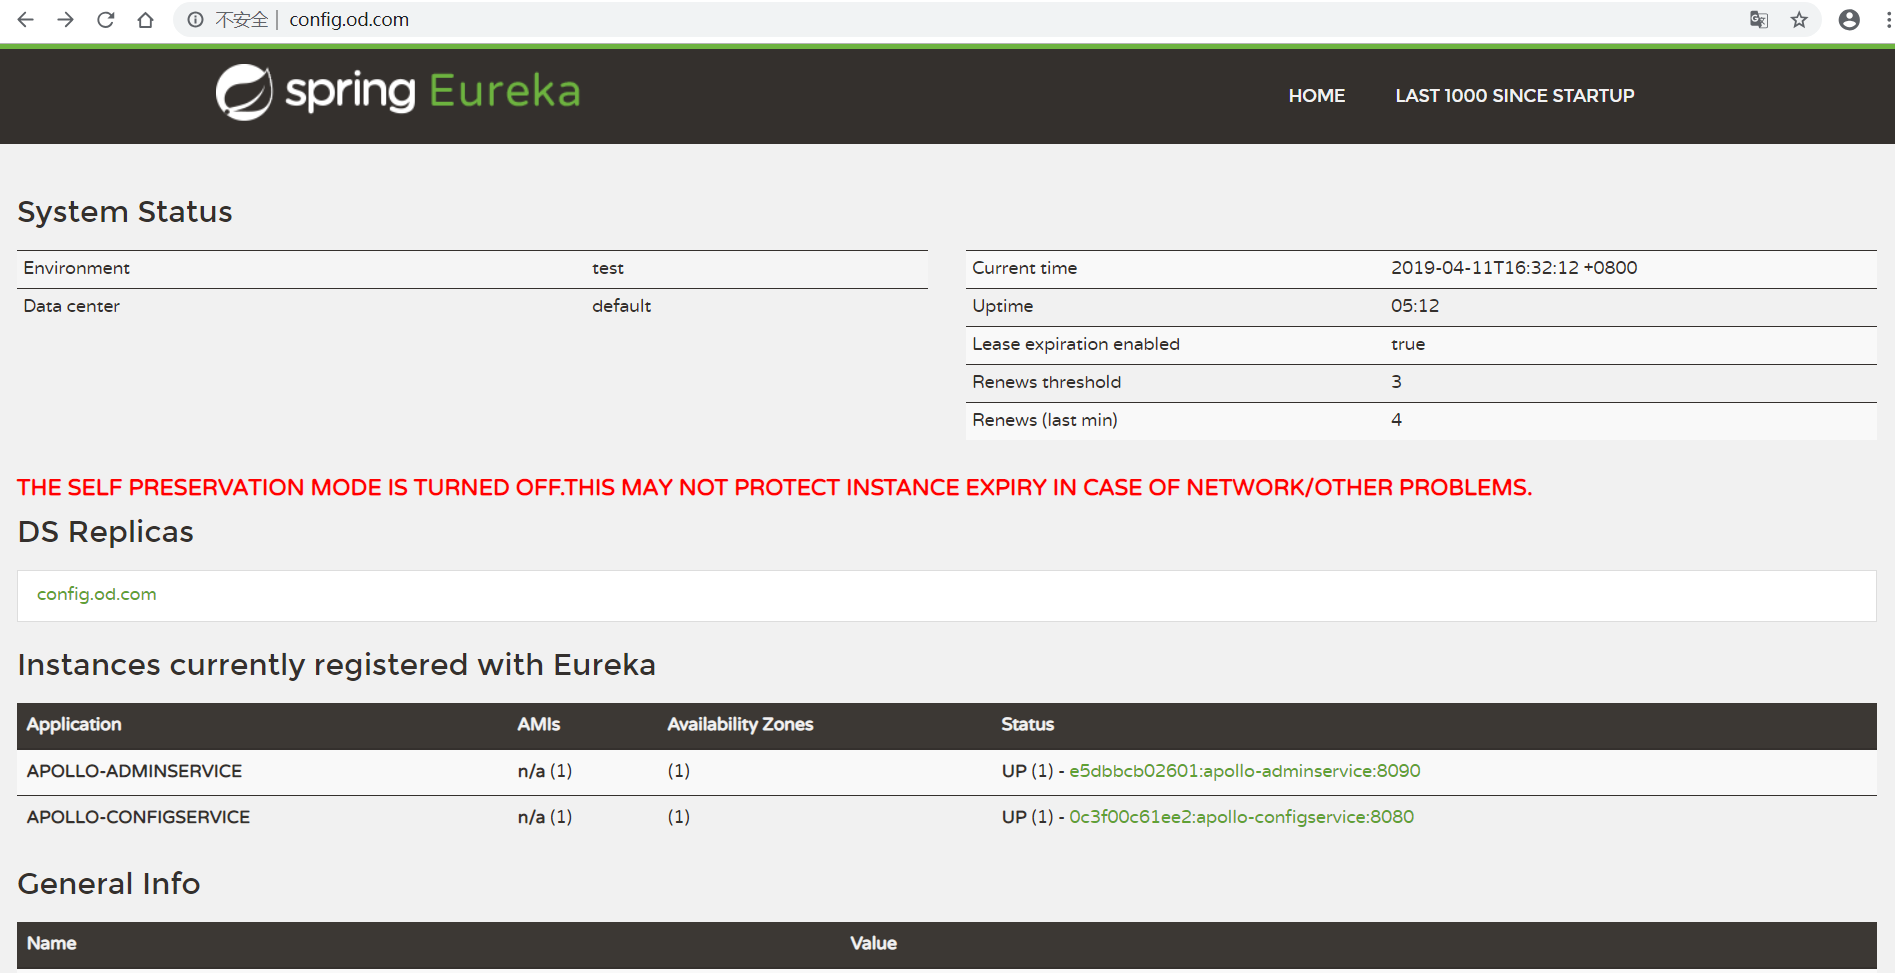 不安全 | config.od.com
spring Eureka
HOME LAST 1000 SINCE STARTUP
System Status
Environment test
Data center default
Current time 2019-04-11T16:32:12 +0800
Uptime 05:12
Lease expiration enabled true
Renews threshold 3
Renews (last min) 4
THE SELF PRESERVATION MODE IS TURNED OFF.THIS MAY NOT PROTECT INSTANCE EXPIRY IN CASE OF NETWORK/OTHER PROBLEMS.
DS Replicas
config.od.com
Instances currently registered with Eureka
Application AMIs Availability Zones Status
APOLLO-ADMINSERVICE n/a (1) (1) UP (1) - e5dbbcb02601:apollo-adminservice:8090
APOLLO-CONFIGSERVICE n/a (1) (1) UP (1) - 0c3f00c61ee2:apollo-configservice:8080
General Info
Name Value